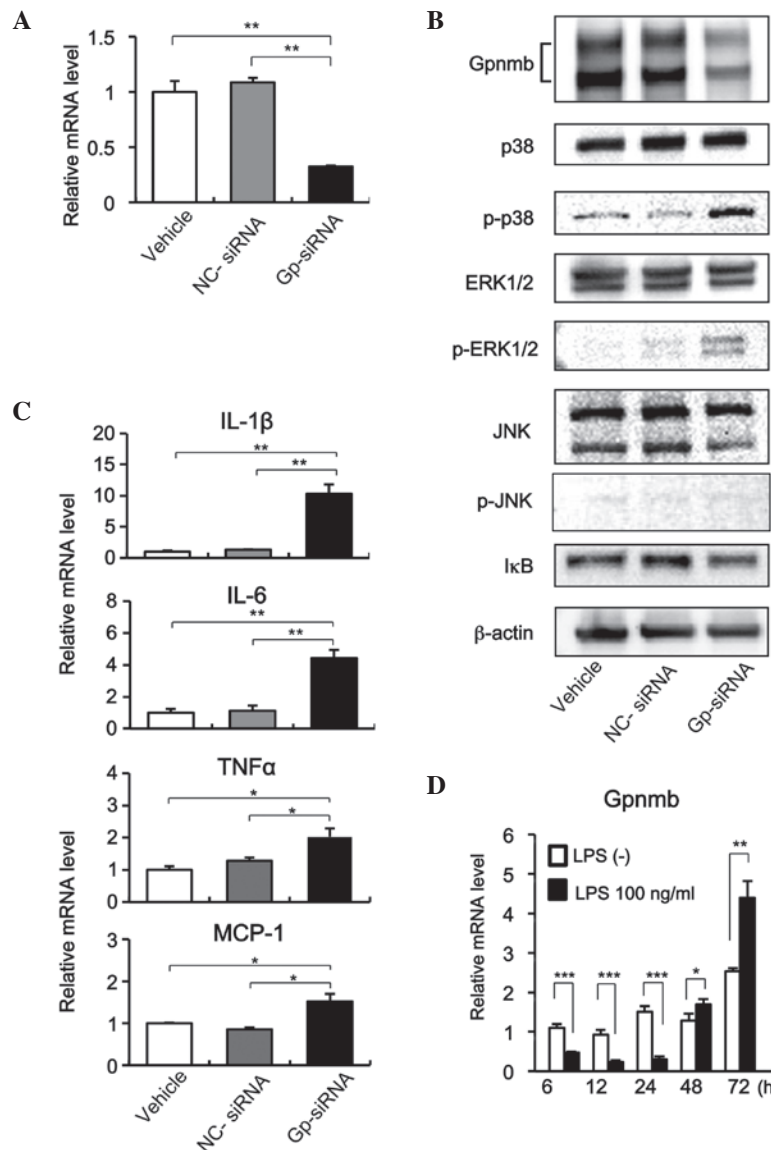 A
Relative mRNA level
1.5
1
0.5
0
**
**
Vehicle
NC- siRNA
Gp-siRNA
B
Gpnmb
p38
p-p38
ERK1/2
p-ERK1/2
JNK
p-JNK
IκB
β-actin
Vehicle
NC- siRNA
Gp-siRNA
C
Relative mRNA level
IL-1β
20
15
10
5
0
**
**
IL-6
8
6
4
2
0
**
**
TNFα
4
3
2
1
0
*
*
MCP-1
3
2
1
0
*
*
Vehicle
NC- siRNA
Gp-siRNA
D
Gpnmb
Relative mRNA level
6
5
4
3
2
1
0
LPS (-)
LPS 100 ng/ml
***
***
***
*
**
6 12 24 48 72 (h